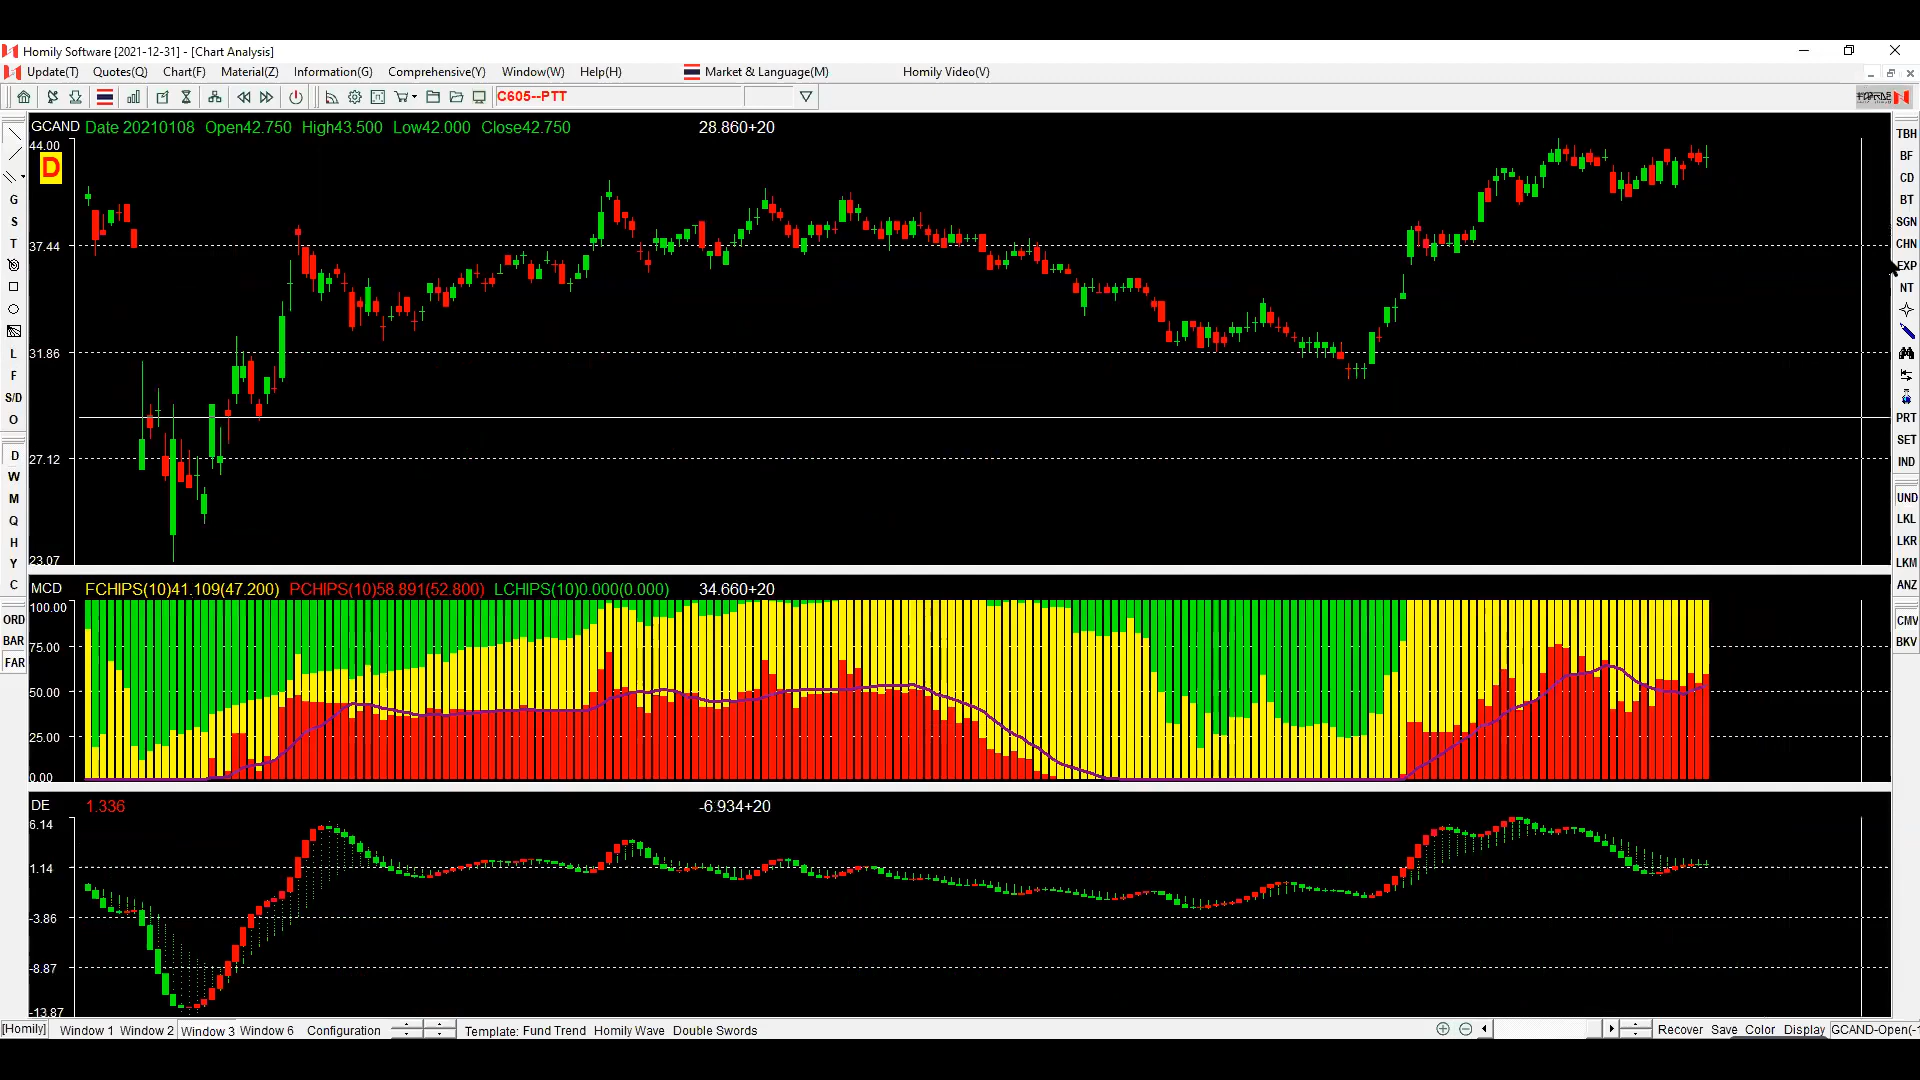 Homily Software [2021-12-31] - [Chart Analysis]
Update(T) Quotes(Q) Chart(F) Material(Z) Information(G) Comprehensive(Y) Window(W) Help(H) Market & Language(M) Homily Video(V)
C605--PTT
GCAND Date 20210108 Open42.750 High43.500 Low42.000 Close42.750 28.860+20
44.00
D
37.44
31.86
27.12
23.07
MCD FCHIPS(10)41.109(47.200) PCHIPS(10)58.891(52.800) LCHIPS(10)0.000(0.000) 34.660+20
100.00
75.00
50.00
25.00
0.00
DE 1.336 -6.934+20
6.14
1.14
-3.86
-8.87
-13.87
G
S
T
L
F
S/D
O
D
W
M
Q
H
Y
C
ORD
BAR
FAR
TBH
BF
CD
BT
SGN
CHN
EXP
NT
PRT
SET
IND
UND
LKL
LKR
LKM
ANZ
CMV
BKV
[Homily] Window 1 Window 2 Window 3 Window 6 Configuration Template: Fund Trend Homily Wave Double Swords Recover Save Color Display GCAND-Open(-1